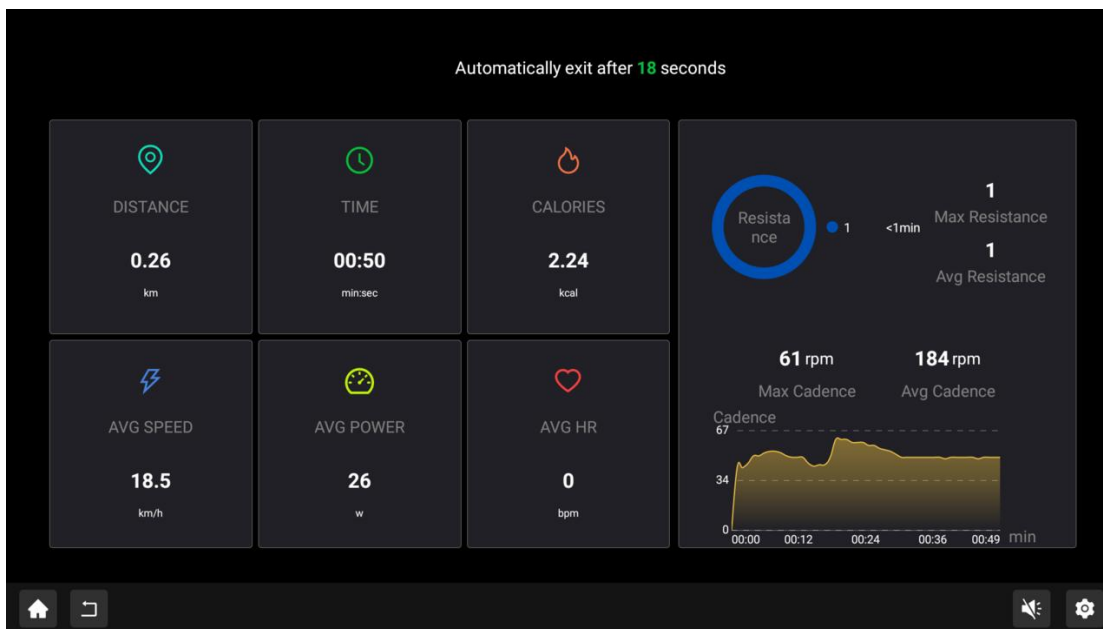 Automatically exit after 18 seconds
DISTANCE
0.26
km
TIME
00:50
min:sec
CALORIES
2.24
kcal
AVG SPEED
18.5
km/h
AVG POWER
26
w
AVG HR
0
bpm
Resista
nce
1
<1min
1
Max Resistance
1
Avg Resistance
61 rpm
Max Cadence
184 rpm
Avg Cadence
Cadence
67
34
0
00:00 00:12 00:24 00:36 00:49 min